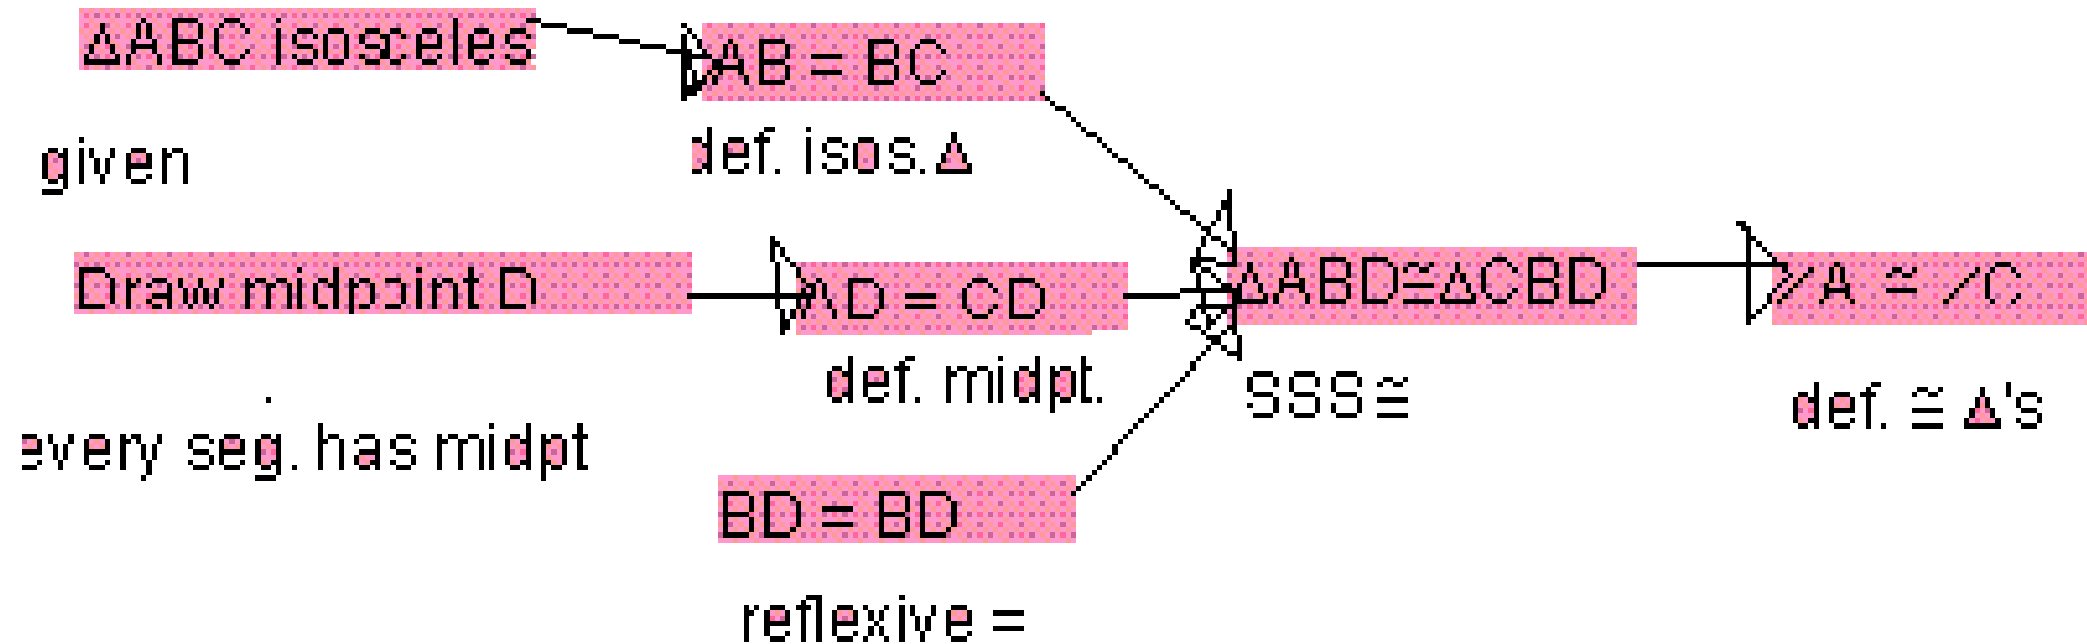 ΔABC isosceles
given
AB = BC
def. isos. Δ
Draw midpoint D
every seg. has midpt
AD = CD
def. midpt.
BD = BD
reflexive =
ΔABD≅ΔCBD
SSS≅
∠A ≅ ∠C
def. ≅ Δ's